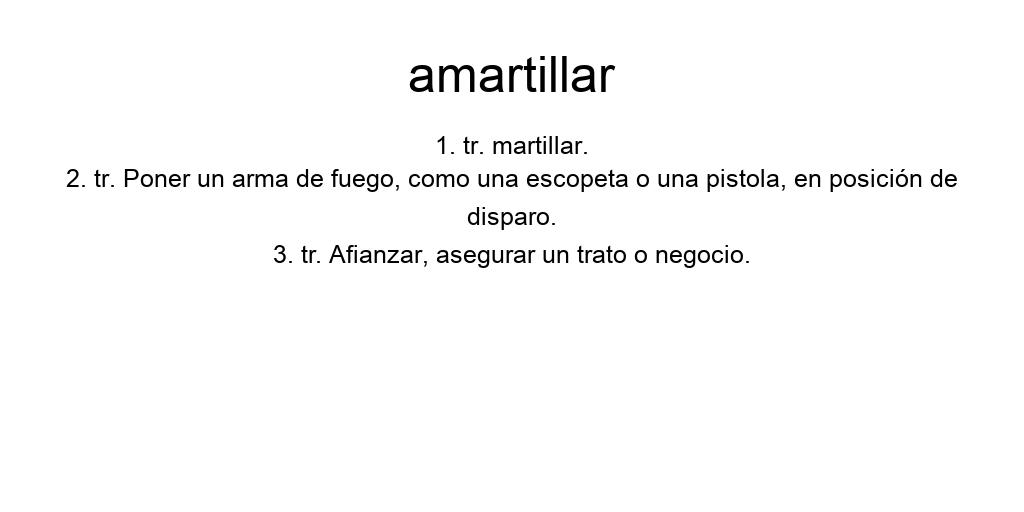 amartillar
1. tr. martillar.
2. tr. Poner un arma de fuego, como una escopeta o una pistola, en posición de
disparo.
3. tr. Afianzar, asegurar un trato o negocio.